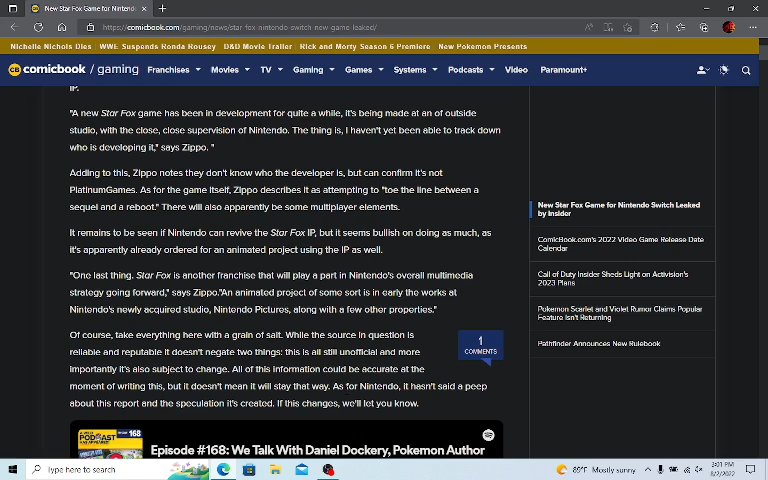 New Star Fox Game for Nintendo
https://comicbook.com/gaming/news/star-fox-nintendo-switch-new-game-leaked/
Nichelle Nichols Dies WWE Suspends Ronda Rousey D&D Movie Trailer Rick and Morty Season 6 Premiere New Pokemon Presents
CB comicbook / gaming Franchises Movies TV Gaming Games Systems Podcasts Video Paramount+
IP.
"A new Star Fox game has been in development for quite a while, it's being made at an of outside
studio, with the close, close supervision of Nintendo. The thing is, I haven't yet been able to track down
who is developing it," says Zippo. "
Adding to this, Zippo notes they don't know who the developer is, but can confirm it's not
PlatinumGames. As for the game itself, Zippo describes it as attempting to "toe the line between a
sequel and a reboot." There will also apparently be some multiplayer elements.
It remains to be seen if Nintendo can revive the Star Fox IP, but it seems bullish on doing as much, as
it's apparently already ordered for an animated project using the IP as well.
"One last thing. Star Fox is another franchise that will play a part in Nintendo's overall multimedia
strategy going forward," says Zippo."An animated project of some sort is in early the works at
Nintendo's newly acquired studio, Nintendo Pictures, along with a few other properties."
Of course, take everything here with a grain of salt. While the source in question is
reliable and reputable it doesn't negate two things: this is all still unofficial and more
importantly it's also subject to change. All of this information could be accurate at the
moment of writing this, but it doesn't mean it will stay that way. As for Nintendo, it hasn't said a peep
about this report and the speculation it's created. If this changes, we'll let you know.
1
COMMENTS
PODCAST
168
Episode #168: We Talk With Daniel Dockery, Pokemon Author
New Star Fox Game for Nintendo Switch Leaked
by Insider
ComicBook.com's 2022 Video Game Release Date
Calendar
Call of Duty Insider Sheds Light on Activision's
2023 Plans
Pokemon Scarlet and Violet Rumor Claims Popular
Feature Isn't Returning
Pathfinder Announces New Rulebook
Type here to search
89°F Mostly sunny
3:01 PM
8/2/2022